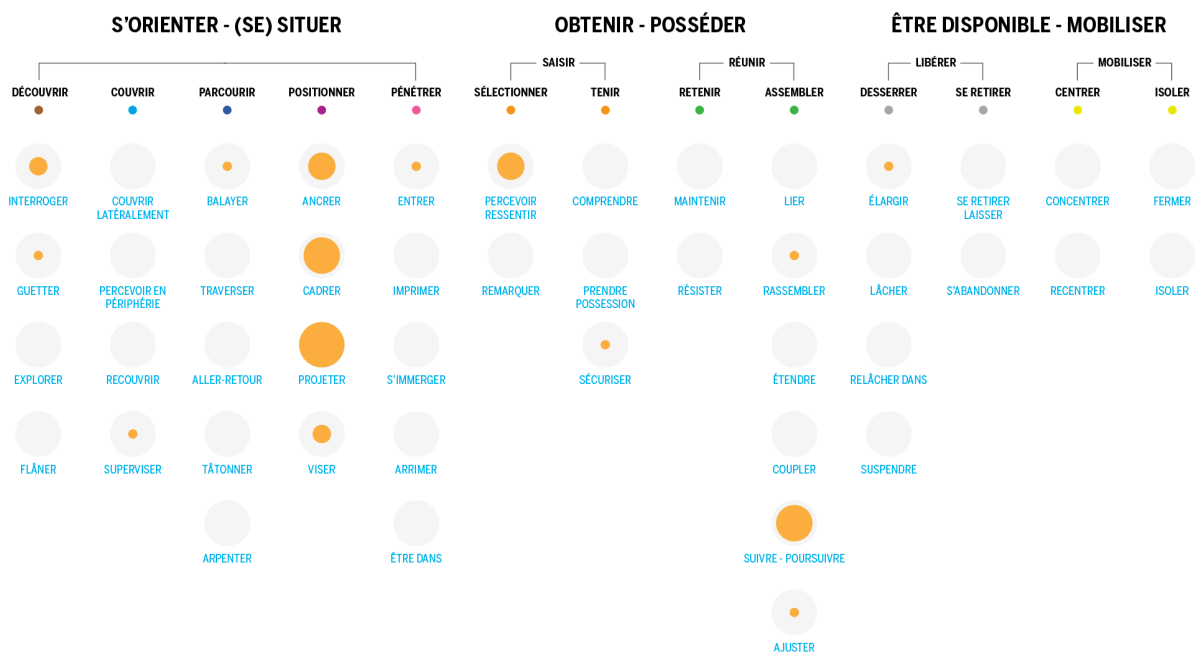 S'ORIENTER - (SE) SITUER
OBTENIR - POSSÉDER
ÊTRE DISPONIBLE - MOBILISER
SAISIR
RÉUNIR
LIBÉRER
MOBILISER
DÉCOUVRIR
COUVRIR
PARCOURIR
POSITIONNER
PÉNÉTRER
SÉLECTIONNER
TENIR
RETENIR
ASSEMBLER
DESSERRER
SE RETIRER
CENTRER
ISOLER
INTERROGER
COUVRIR
LATÉRALEMENT
BALAYER
ANCRER
ENTRER
PERCEVOIR
RESSENTIR
COMPRENDRE
MAINTENIR
LIER
ÉLARGIR
SE RETIRER
LAISSER
CONCENTRER
FERMER
GUETTER
PERCEVOIR EN
PÉRIPHÉRIE
TRAVERSER
CADRER
IMPRIMER
REMARQUER
PRENDRE
POSSESSION
RÉSISTER
RASSEMBLER
LÂCHER
S'ABANDONNER
RECENTRER
ISOLER
EXPLORER
RECOUVRIR
ALLER-RETOUR
PROJETER
S'IMMERGER
SÉCURISER
ÉTENDRE
RELÂCHER DANS
FLÂNER
SUPERVISER
TÂTONNER
VISER
ARRIMER
COUPLER
SUSPENDRE
ARPENTER
ÊTRE DANS
SUIVRE - POURSUIVRE
AJUSTER